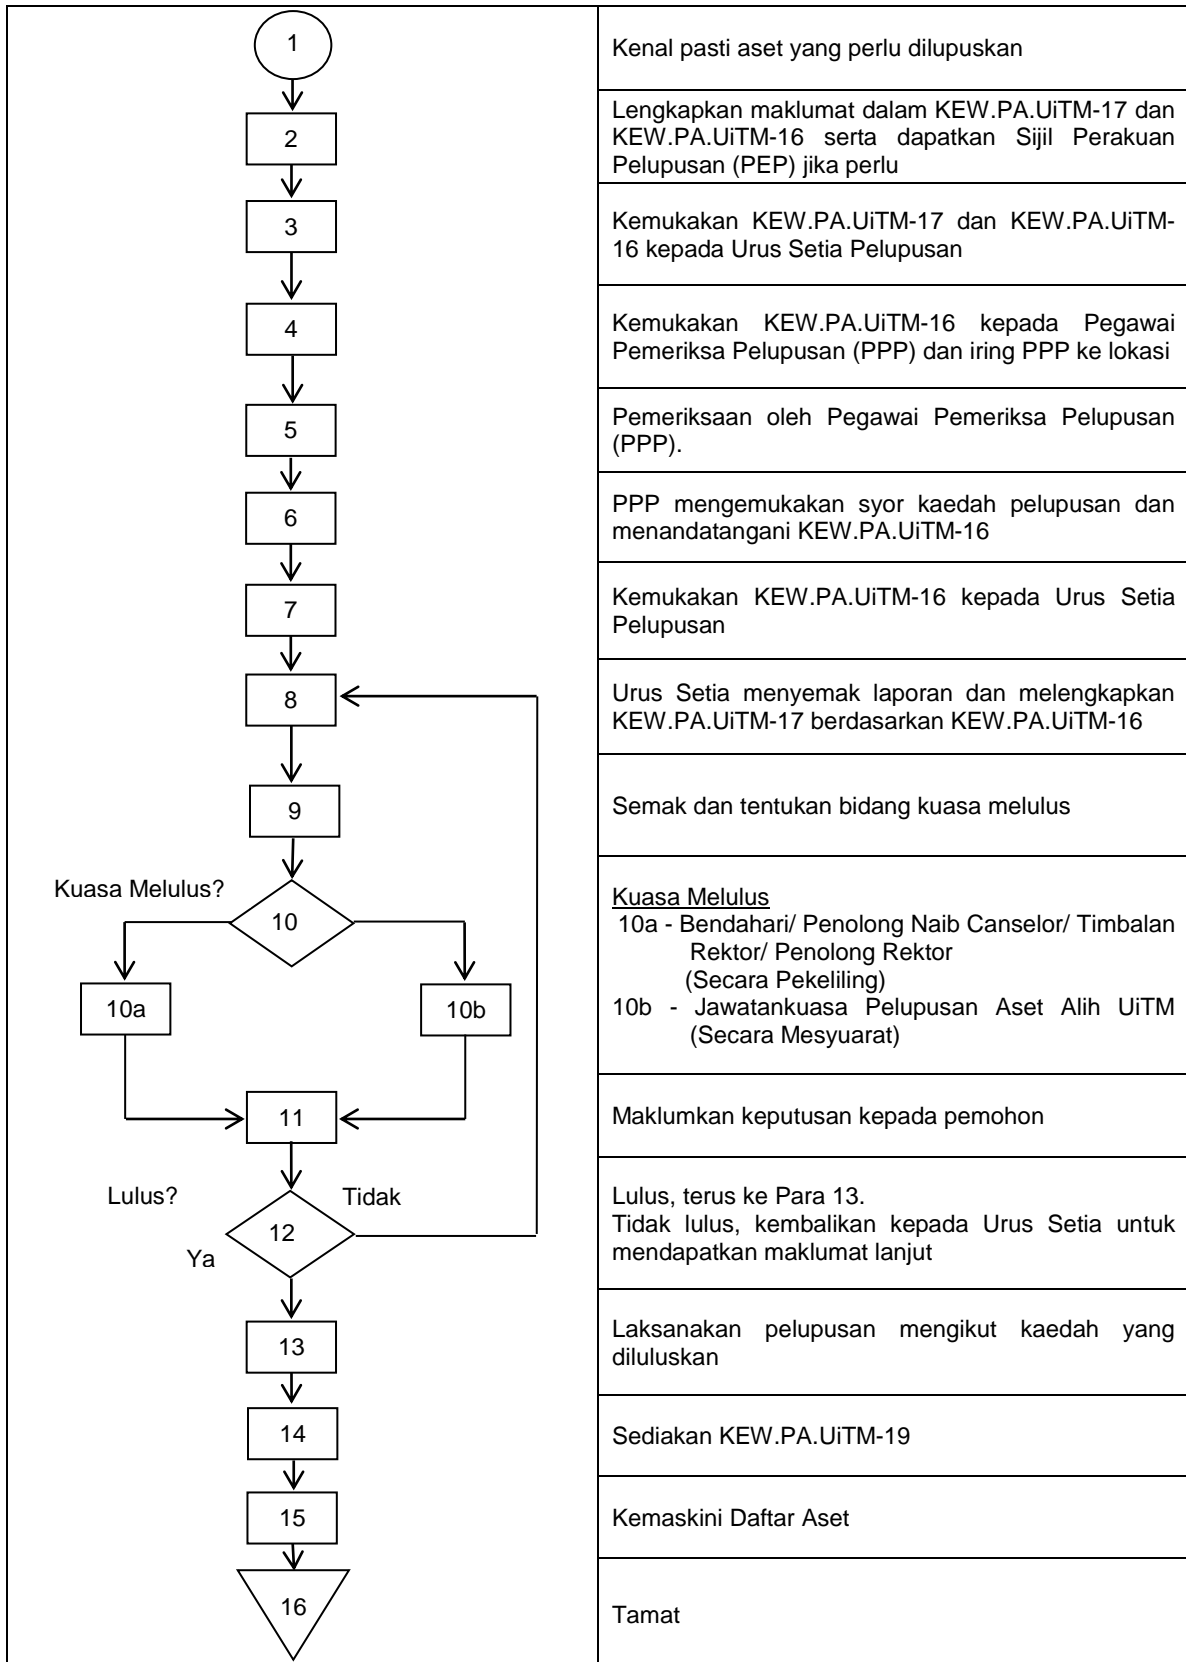 1
Kenal pasti aset yang perlu dilupuskan
2
Lengkapkan maklumat dalam KEW.PA.UiTM-17 dan
KEW.PA.UiTM-16 serta dapatkan Sijil Perakuan
Pelupusan (PEP) jika perlu
3
Kemukakan KEW.PA.UiTM-17 dan KEW.PA.UiTM-
16 kepada Urus Setia Pelupusan
4
Kemukakan KEW.PA.UiTM-16 kepada Pegawai
Pemeriksa Pelupusan (PPP) dan iring PPP ke lokasi
5
Pemeriksaan oleh Pegawai Pemeriksa Pelupusan
(PPP).
6
PPP mengemukakan syor kaedah pelupusan dan
menandatangani KEW.PA.UiTM-16
7
Kemukakan KEW.PA.UiTM-16 kepada Urus Setia
Pelupusan
8
Urus Setia menyemak laporan dan melengkapkan
KEW.PA.UiTM-17 berdasarkan KEW.PA.UiTM-16
9
Semak dan tentukan bidang kuasa melulus
Kuasa Melulus?
10
10a
10b
Kuasa Melulus
10a - Bendahari/ Penolong Naib Canselor/ Timbalan
Rektor/ Penolong Rektor
(Secara Pekeliling)
10b - Jawatankuasa Pelupusan Aset Alih UiTM
(Secara Mesyuarat)
11
Maklumkan keputusan kepada pemohon
Lulus?
Tidak
12
Ya
Lulus, terus ke Para 13.
Tidak lulus, kembalikan kepada Urus Setia untuk
mendapatkan maklumat lanjut
13
Laksanakan pelupusan mengikut kaedah yang
diluluskan
14
Sediakan KEW.PA.UiTM-19
15
Kemaskini Daftar Aset
16
Tamat